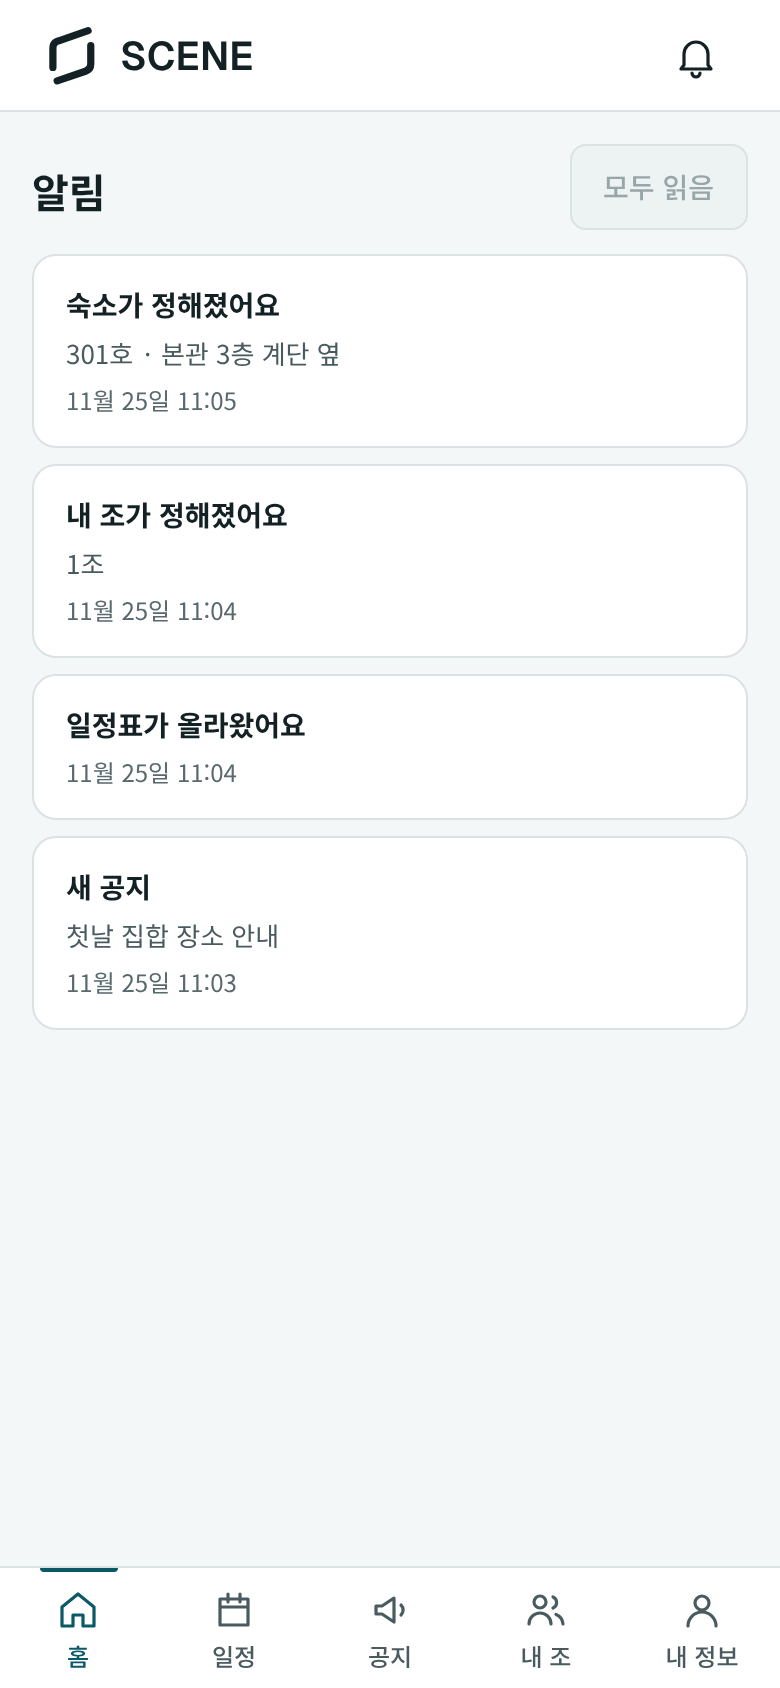 SCENE
알림
모두 읽음
숙소가 정해졌어요
301호 · 본관 3층 계단 옆
11월 25일 11:05
내 조가 정해졌어요
1조
11월 25일 11:04
일정표가 올라왔어요
11월 25일 11:04
새 공지
첫날 집합 장소 안내
11월 25일 11:03
홈
일정
공지
내 조
내 정보